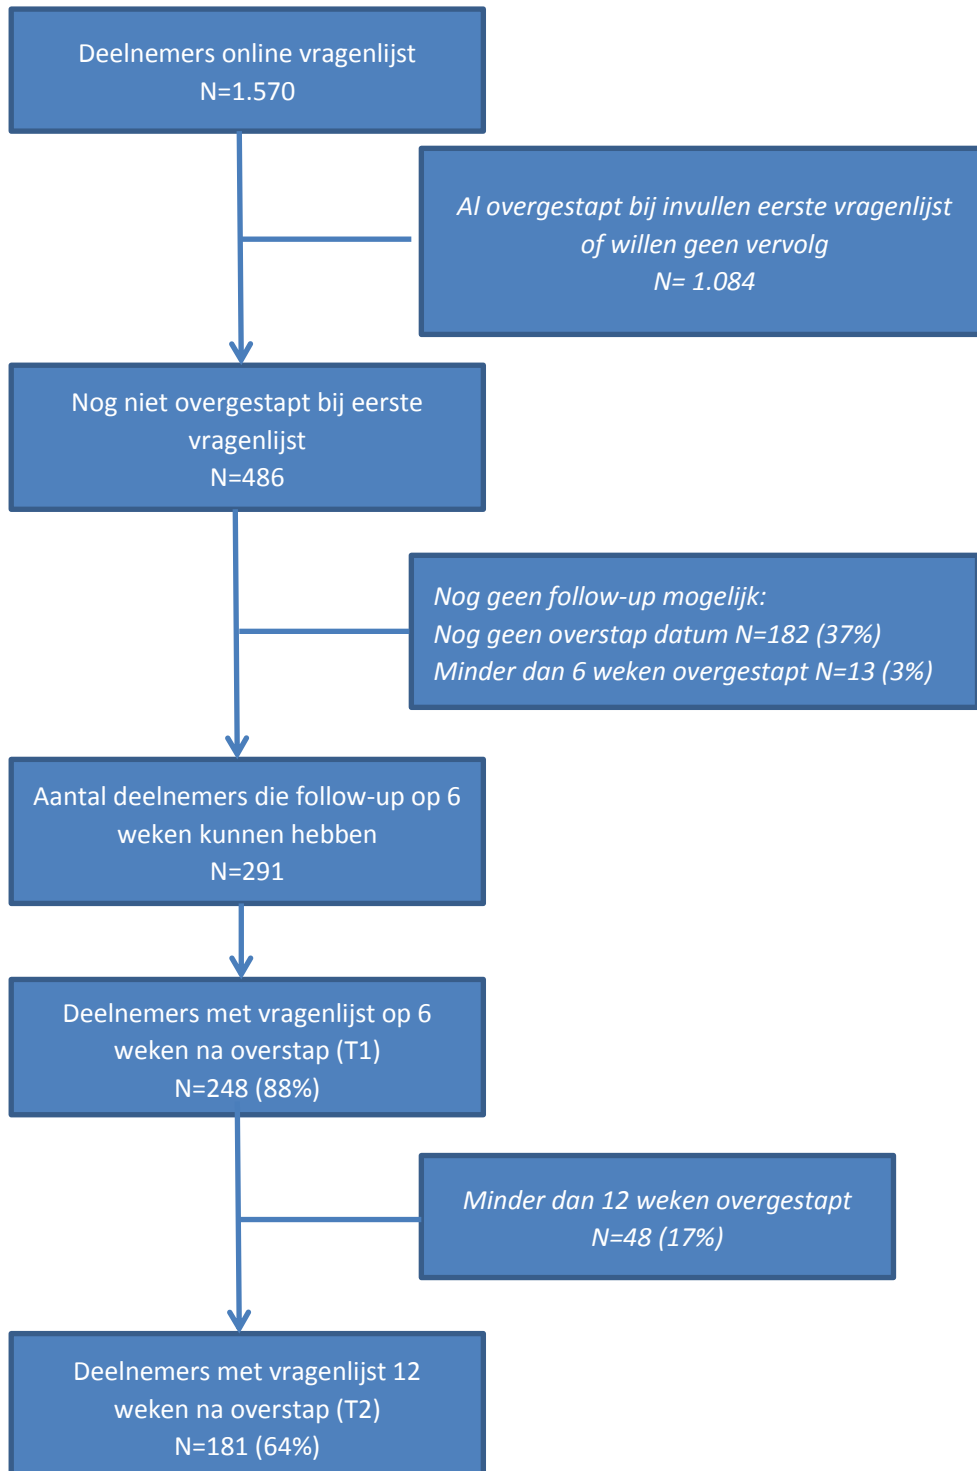 Deelnemers online vragenlijst
N=1.570
Al overgestapt bij invullen eerste vragenlijst
of willen geen vervolg
N= 1.084
Nog niet overgestapt bij eerste
vragenlijst
N=486
Nog geen follow-up mogelijk:
Nog geen overstap datum N=182 (37%)
Minder dan 6 weken overgestapt N=13 (3%)
Aantal deelnemers die follow-up op 6
weken kunnen hebben
N=291
Deelnemers met vragenlijst op 6
weken na overstap (T1)
N=248 (88%)
Minder dan 12 weken overgestapt
N=48 (17%)
Deelnemers met vragenlijst 12
weken na overstap (T2)
N=181 (64%)